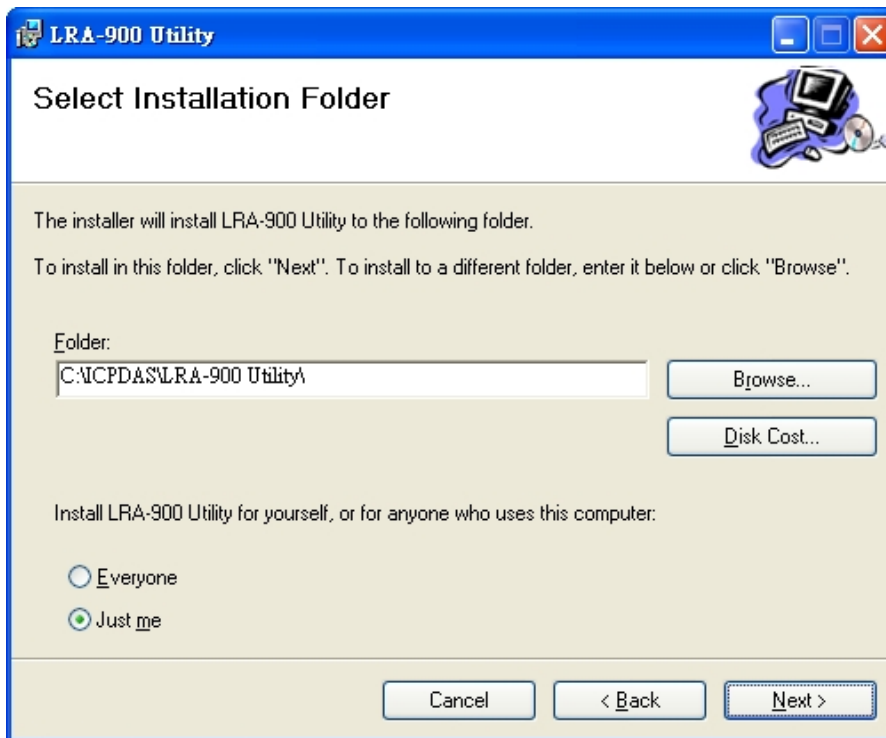 LRA-900 Utility
Select Installation Folder
The installer will install LRA-900 Utility to the following folder.
To install in this folder, click "Next". To install to a different folder, enter it below or click "Browse".
Folder:
C:\ICPDAS\LRA-900 Utility\
Browse...
Disk Cost...
Install LRA-900 Utility for yourself, or for anyone who uses this computer:
Everyone
Just me
Cancel
< Back
Next >